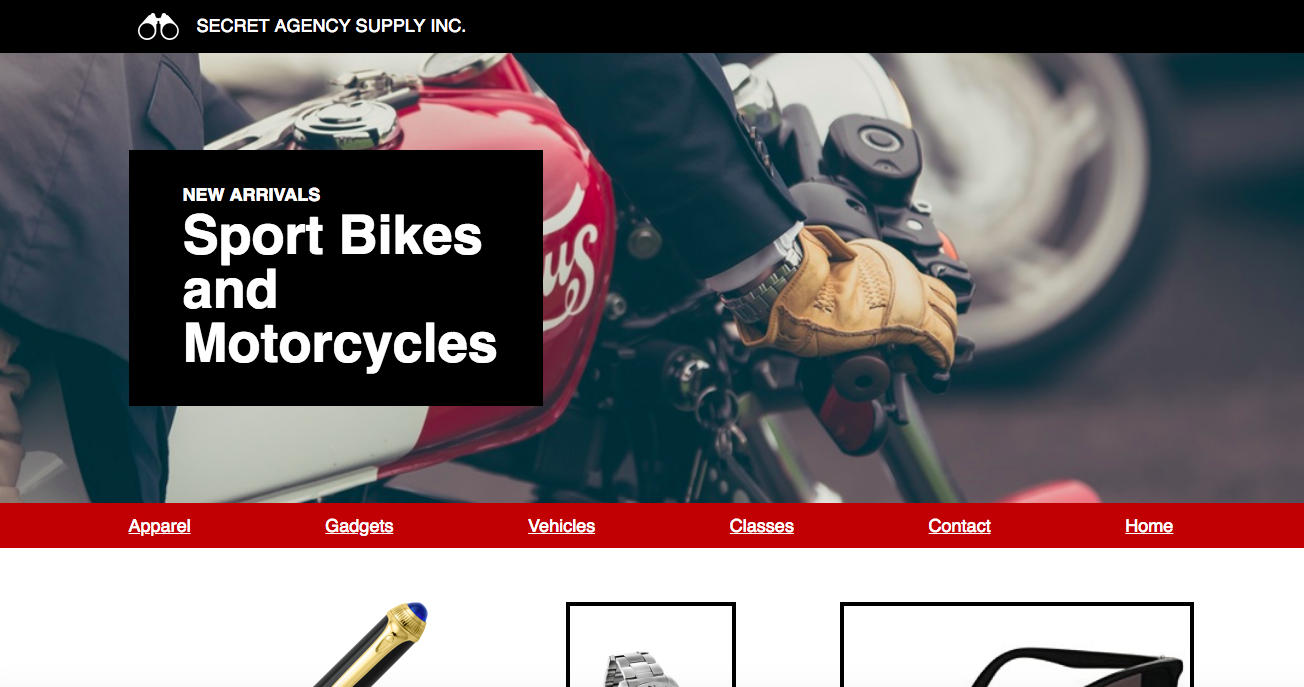 SECRET AGENCY SUPPLY INC.
NEW ARRIVALS
Sport Bikes
and
Motorcycles
Apparel Gadgets Vehicles Classes Contact Home